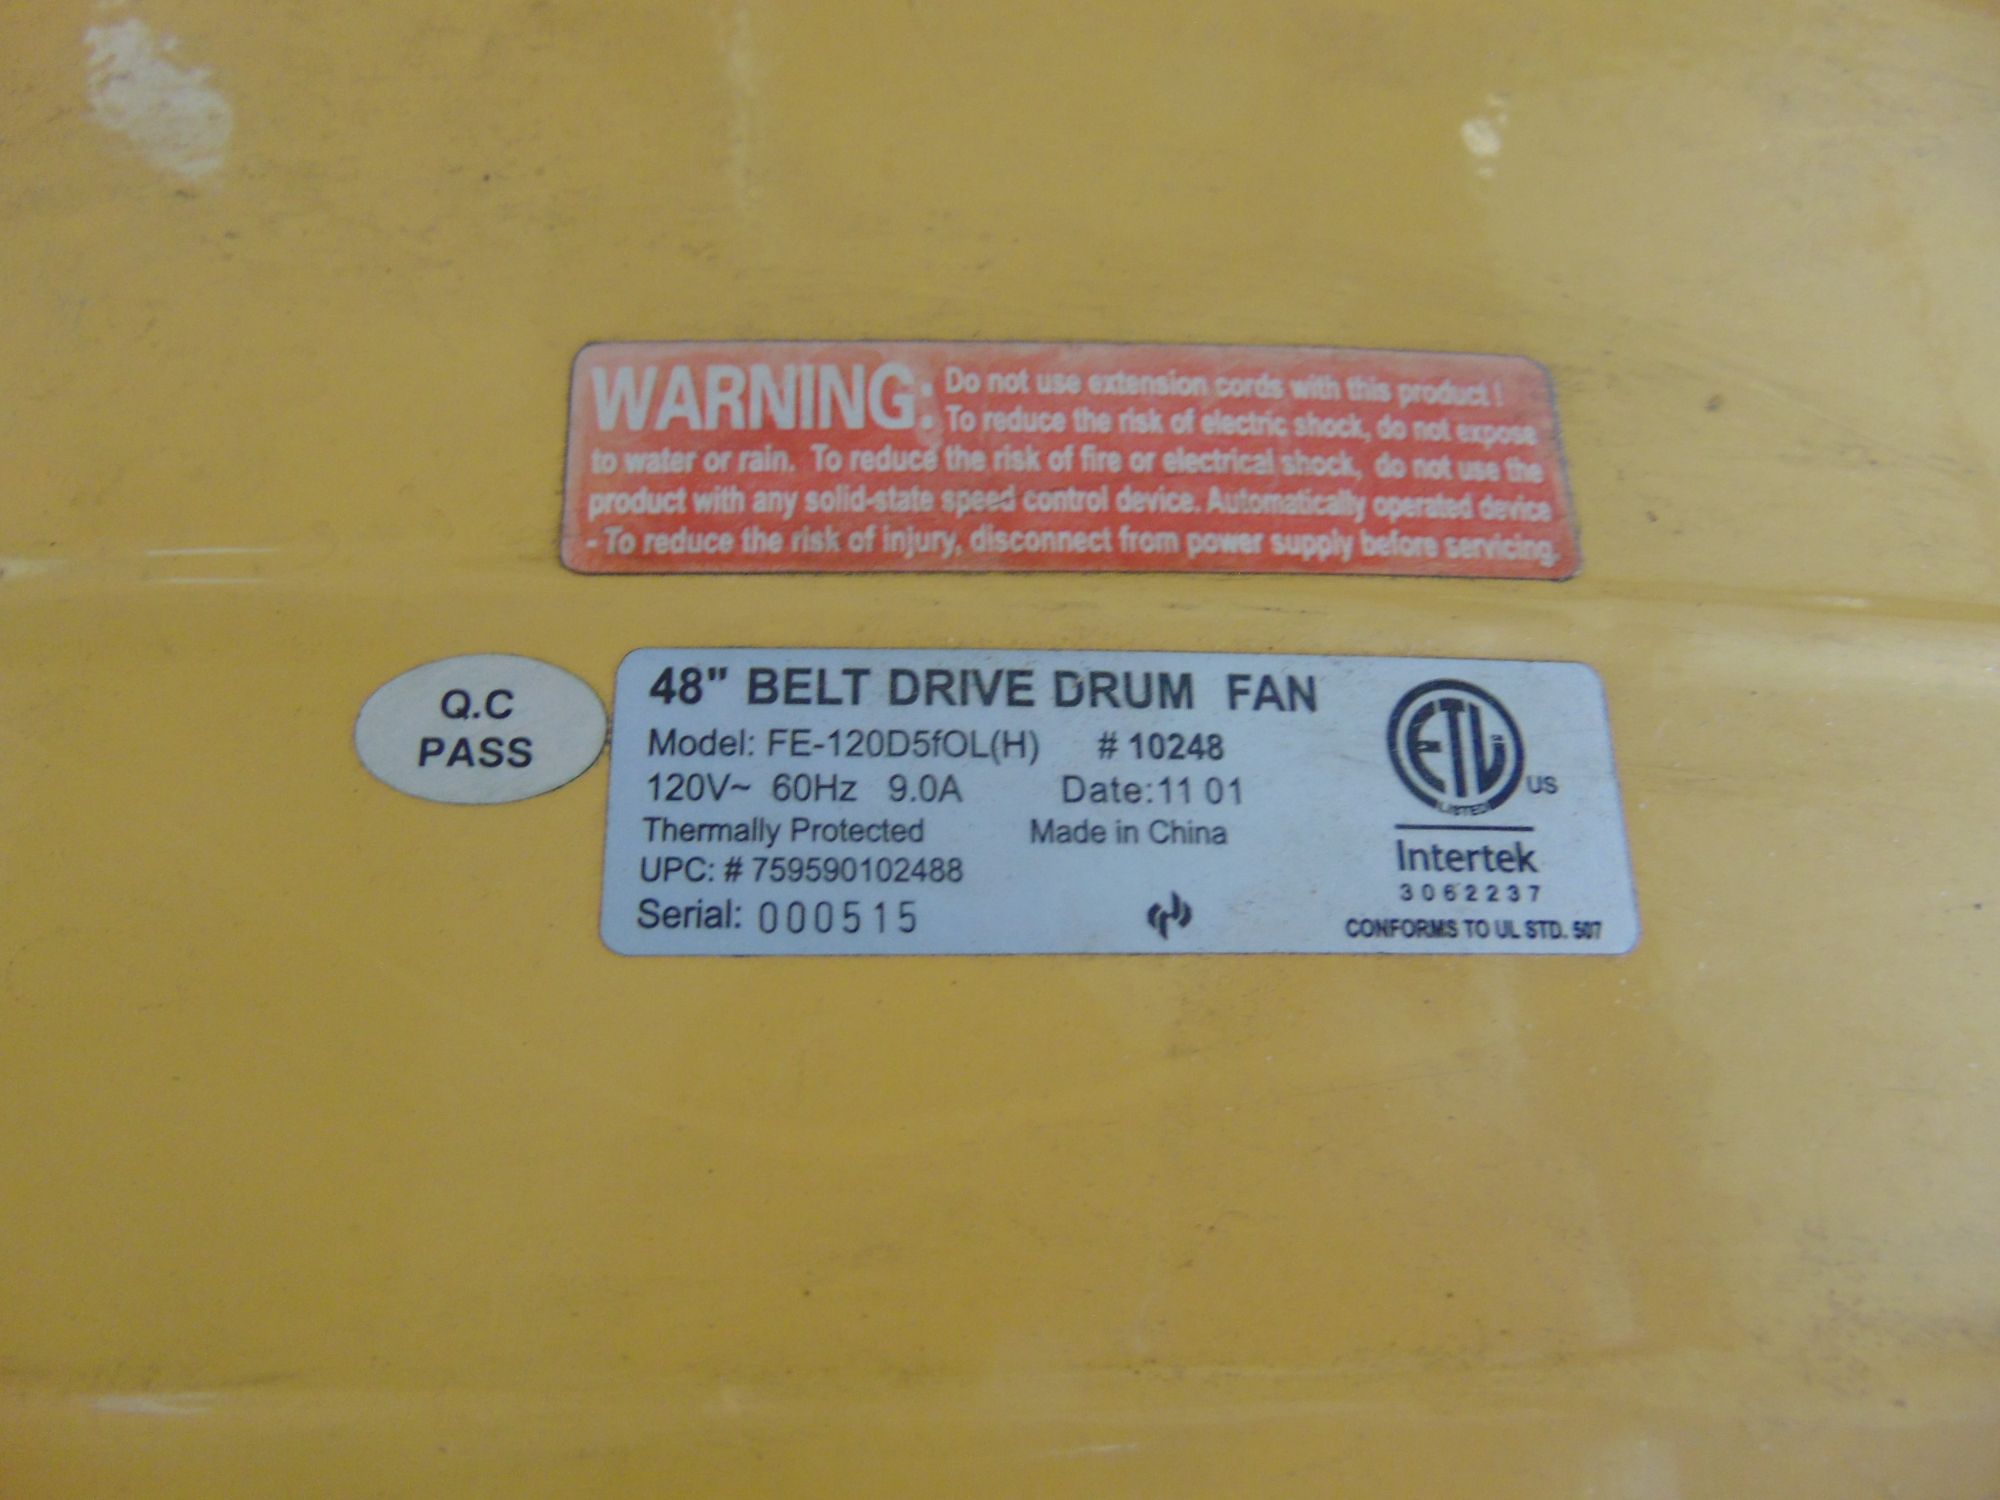 WARNING: Do not use extension cords with this product !
To reduce the risk of electric shock, do not expose
to water or rain. To reduce the risk of fire or electrical shock, do not use the
product with any solid-state speed control device. Automatically operated device
- To reduce the risk of injury, disconnect from power supply before servicing.
Q.C
PASS
48" BELT DRIVE DRUM FAN
Model: FE-120D5fOL(H) # 10248
120V~ 60Hz 9.0A Date:11 01
Thermally Protected Made in China
UPC: # 759590102488
Serial: 000515
ETL
LISTED
US
Intertek
3062237
CONFORMS TO UL STD. 507